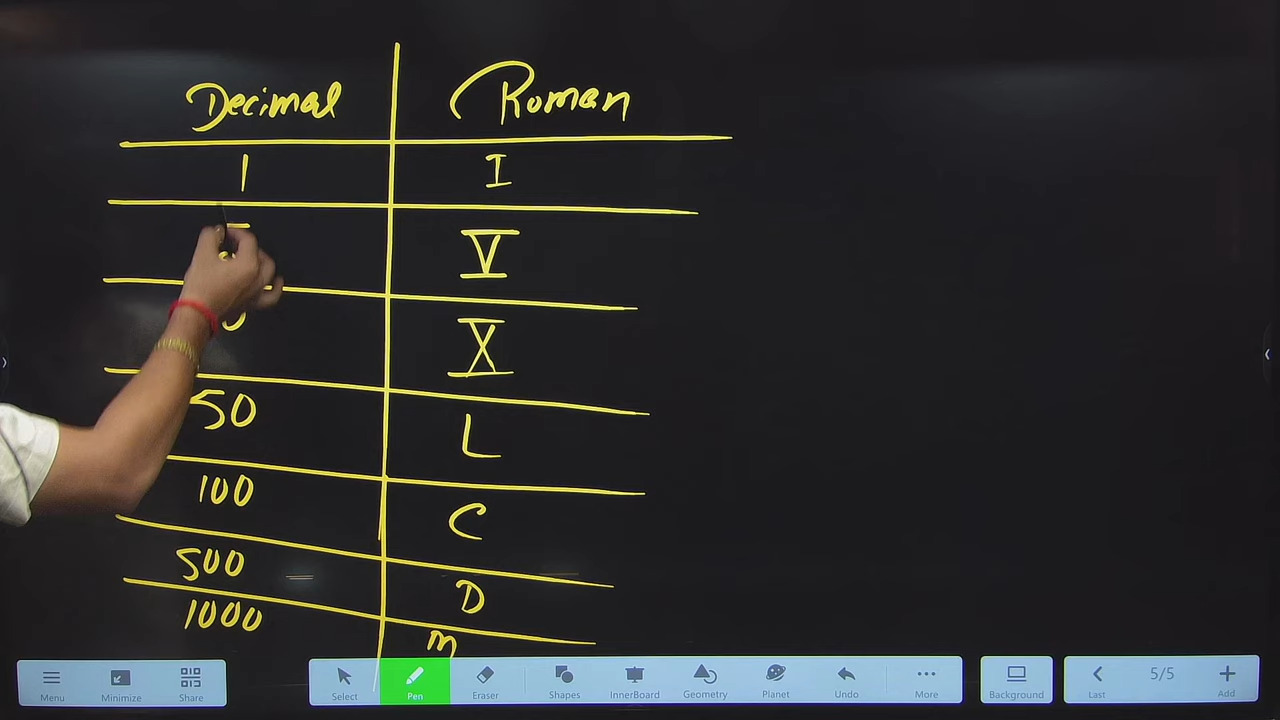 Decimal Roman
1 I
V
X
50 L
100 C
500 D
1000 m
Menu Minimize Share Select Pen Eraser Shapes InnerBoard Geometry Planet Undo More Background Last 5/5 Add